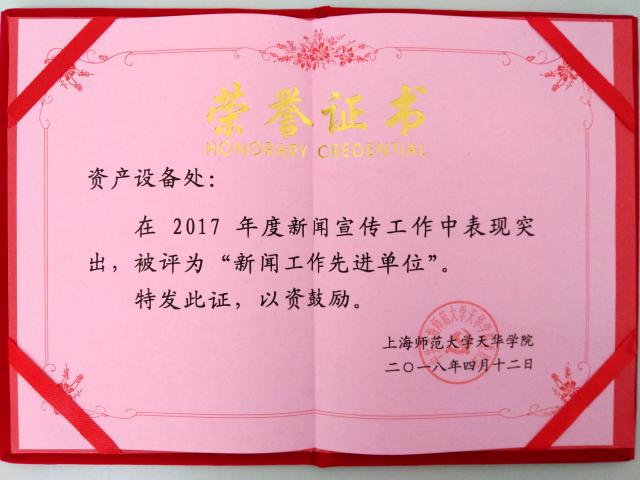 荣誉证书
HONORARY CREDENTIAL
资产设备处：
在 2017 年度新闻宣传工作中表现突
出，被评为“新闻工作先进单位”。
特发此证，以资鼓励。
上海师范大学天华学院
二〇一八年四月十二日